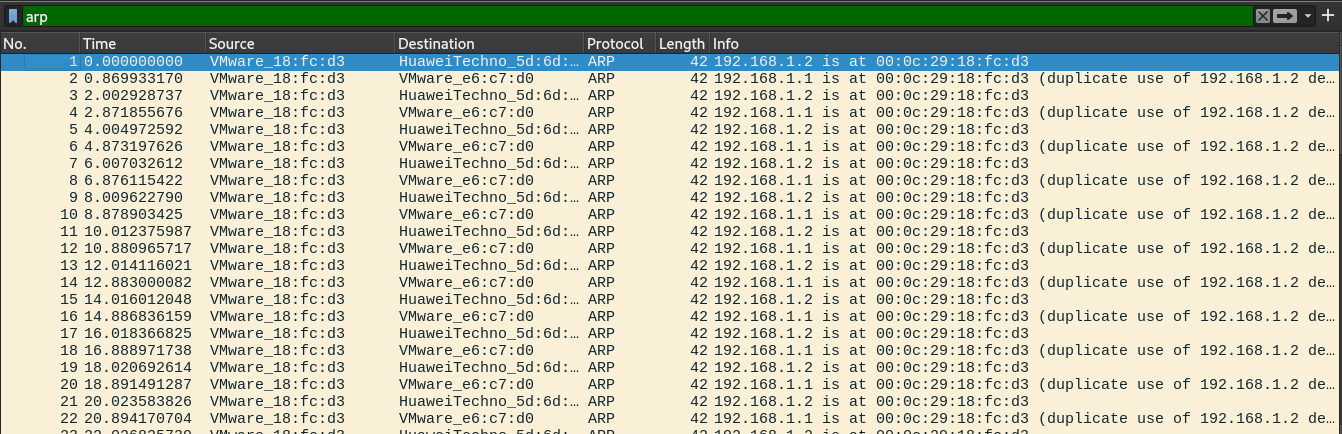 arp
No. Time Source Destination Protocol Length Info
1 0.000000000 VMware_18:fc:d3 HuaweiTechno_5d:6d:… ARP 42 192.168.1.2 is at 00:0c:29:18:fc:d3
2 0.869933170 VMware_18:fc:d3 VMware_e6:c7:d0 ARP 42 192.168.1.1 is at 00:0c:29:18:fc:d3 (duplicate use of 192.168.1.2 de…
3 2.002928737 VMware_18:fc:d3 HuaweiTechno_5d:6d:… ARP 42 192.168.1.2 is at 00:0c:29:18:fc:d3
4 2.871855676 VMware_18:fc:d3 VMware_e6:c7:d0 ARP 42 192.168.1.1 is at 00:0c:29:18:fc:d3 (duplicate use of 192.168.1.2 de…
5 4.004972592 VMware_18:fc:d3 HuaweiTechno_5d:6d:… ARP 42 192.168.1.2 is at 00:0c:29:18:fc:d3
6 4.873197626 VMware_18:fc:d3 VMware_e6:c7:d0 ARP 42 192.168.1.1 is at 00:0c:29:18:fc:d3 (duplicate use of 192.168.1.2 de…
7 6.007032612 VMware_18:fc:d3 HuaweiTechno_5d:6d:… ARP 42 192.168.1.2 is at 00:0c:29:18:fc:d3
8 6.876115422 VMware_18:fc:d3 VMware_e6:c7:d0 ARP 42 192.168.1.1 is at 00:0c:29:18:fc:d3 (duplicate use of 192.168.1.2 de…
9 8.009622790 VMware_18:fc:d3 HuaweiTechno_5d:6d:… ARP 42 192.168.1.2 is at 00:0c:29:18:fc:d3
10 8.878903425 VMware_18:fc:d3 VMware_e6:c7:d0 ARP 42 192.168.1.1 is at 00:0c:29:18:fc:d3 (duplicate use of 192.168.1.2 de…
11 10.012375987 VMware_18:fc:d3 HuaweiTechno_5d:6d:… ARP 42 192.168.1.2 is at 00:0c:29:18:fc:d3
12 10.880965717 VMware_18:fc:d3 VMware_e6:c7:d0 ARP 42 192.168.1.1 is at 00:0c:29:18:fc:d3 (duplicate use of 192.168.1.2 de…
13 12.014116021 VMware_18:fc:d3 HuaweiTechno_5d:6d:… ARP 42 192.168.1.2 is at 00:0c:29:18:fc:d3
14 12.883000082 VMware_18:fc:d3 VMware_e6:c7:d0 ARP 42 192.168.1.1 is at 00:0c:29:18:fc:d3 (duplicate use of 192.168.1.2 de…
15 14.016012048 VMware_18:fc:d3 HuaweiTechno_5d:6d:… ARP 42 192.168.1.2 is at 00:0c:29:18:fc:d3
16 14.886836159 VMware_18:fc:d3 VMware_e6:c7:d0 ARP 42 192.168.1.1 is at 00:0c:29:18:fc:d3 (duplicate use of 192.168.1.2 de…
17 16.018366825 VMware_18:fc:d3 HuaweiTechno_5d:6d:… ARP 42 192.168.1.2 is at 00:0c:29:18:fc:d3
18 16.888971738 VMware_18:fc:d3 VMware_e6:c7:d0 ARP 42 192.168.1.1 is at 00:0c:29:18:fc:d3 (duplicate use of 192.168.1.2 de…
19 18.020692614 VMware_18:fc:d3 HuaweiTechno_5d:6d:… ARP 42 192.168.1.2 is at 00:0c:29:18:fc:d3
20 18.891491287 VMware_18:fc:d3 VMware_e6:c7:d0 ARP 42 192.168.1.1 is at 00:0c:29:18:fc:d3 (duplicate use of 192.168.1.2 de…
21 20.023583826 VMware_18:fc:d3 HuaweiTechno_5d:6d:… ARP 42 192.168.1.2 is at 00:0c:29:18:fc:d3
22 20.894170704 VMware_18:fc:d3 VMware_e6:c7:d0 ARP 42 192.168.1.1 is at 00:0c:29:18:fc:d3 (duplicate use of 192.168.1.2 de…